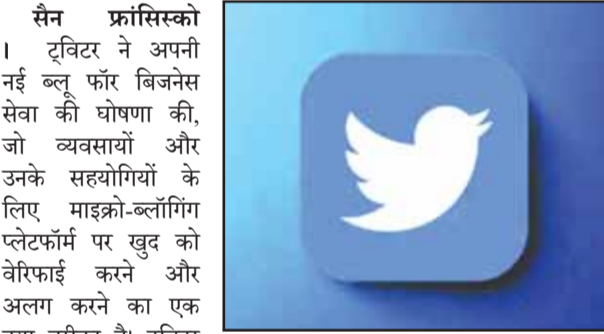 सैन फ्रांसिस्को
। ट्विटर ने अपनी
नई ब्लू फॉर बिजनेस
सेवा की घोषणा की,
जो व्यवसायों और
उनके सहयोगियों के
लिए माइक्रो-ब्लॉगिंग
प्लेटफॉर्म पर खुद को
वेरिफाई करने और
अलग करने का एक